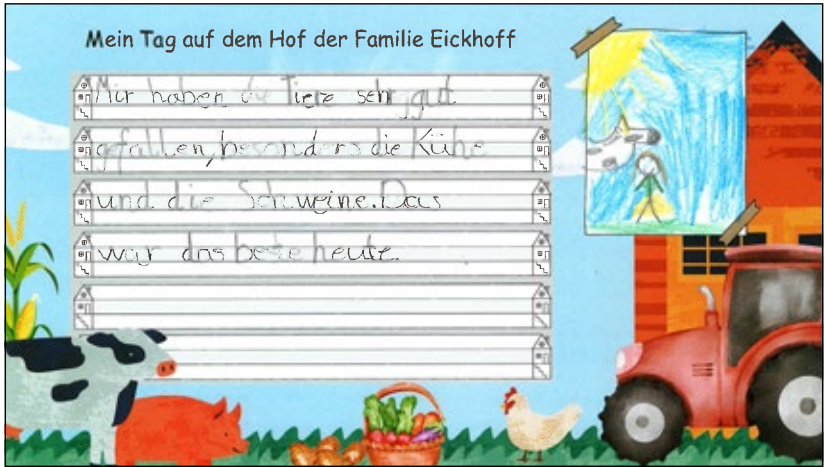 Mein Tag auf dem Hof der Familie Eickhoff
Mir haben die Tiere sehr gut
gefallen, besonders die Kühe
und die Schweine. Das
war das beste heute.